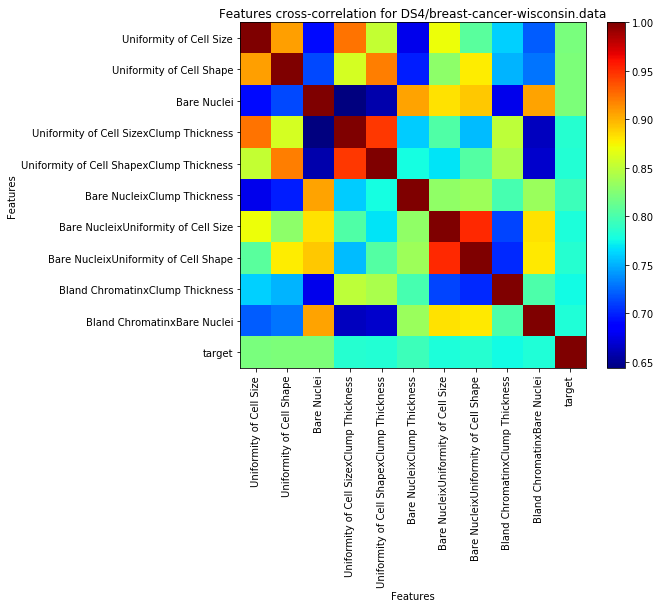 Features cross-correlation for DS4/breast-cancer-wisconsin.data
Features
Uniformity of Cell Size
Uniformity of Cell Shape
Bare Nuclei
Uniformity of Cell SizexClump Thickness
Uniformity of Cell ShapexClump Thickness
Bare NucleixClump Thickness
Bare NucleixUniformity of Cell Size
Bare NucleixUniformity of Cell Shape
Bland ChromatinxClump Thickness
Bland ChromatinxBare Nuclei
target
Uniformity of Cell Size
Uniformity of Cell Shape
Bare Nuclei
Uniformity of Cell SizexClump Thickness
Uniformity of Cell ShapexClump Thickness
Bare NucleixClump Thickness
Bare NucleixUniformity of Cell Size
Bare NucleixUniformity of Cell Shape
Bland ChromatinxClump Thickness
Bland ChromatinxBare Nuclei
target
Features
1.00
0.95
0.90
0.85
0.80
0.75
0.70
0.65